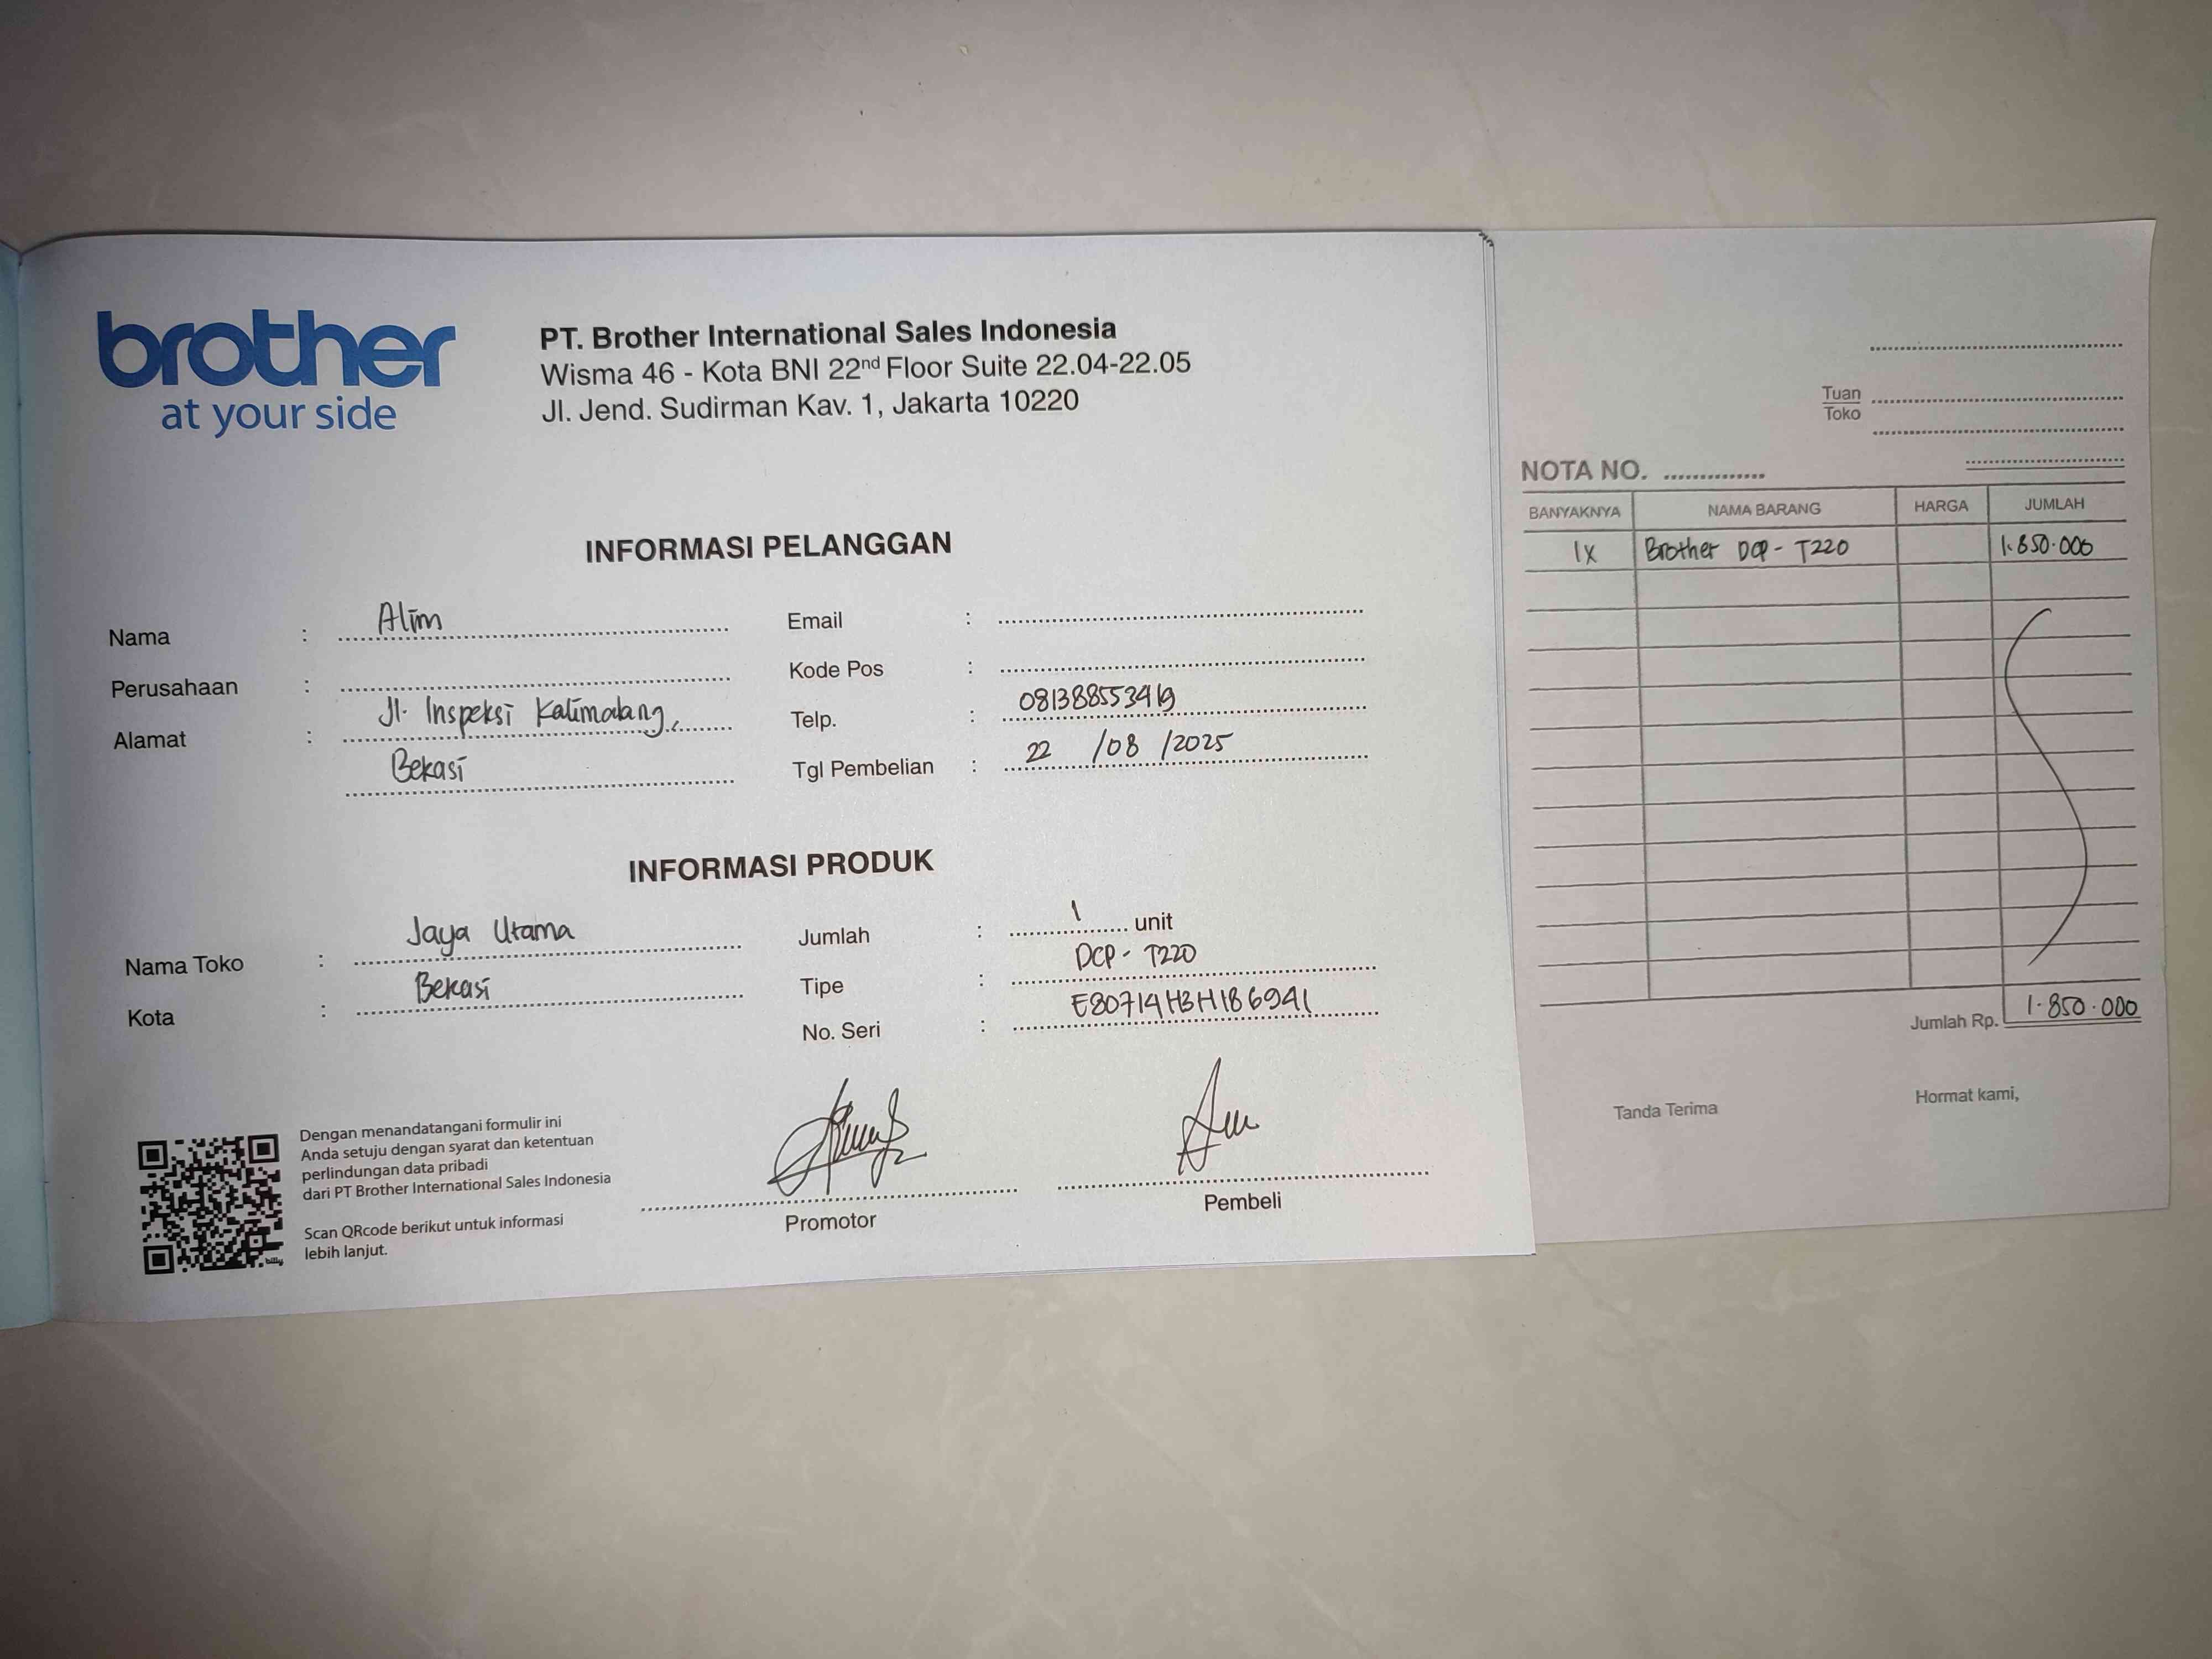 brother
at your side
PT. Brother International Sales Indonesia
Wisma 46 - Kota BNI 22nd Floor Suite 22.04-22.05
Jl. Jend. Sudirman Kav. 1, Jakarta 10220
INFORMASI PELANGGAN
Nama : Alim
Perusahaan :
Alamat : Jl. Inspeksi Kalimalang,
Bekasi
Email :
Kode Pos :
Telp. : 081388553419
Tgl Pembelian : 22 /08 /2025
INFORMASI PRODUK
Nama Toko : Jaya Utama
Kota : Bekasi
Jumlah : 1 unit
Tipe : DCP - T220
No. Seri : E80714H3H186941
Dengan menandatangani formulir ini
Anda setuju dengan syarat dan ketentuan
perlindungan data pribadi
dari PT Brother International Sales Indonesia
Scan QRcode berikut untuk informasi
lebih lanjut.
Promotor
Pembeli
Tuan
Toko
NOTA NO.
BANYAKNYA NAMA BARANG HARGA JUMLAH
1x Brother DCP - T220 1.850.000
Jumlah Rp. 1.850.000
Tanda Terima
Hormat kami,